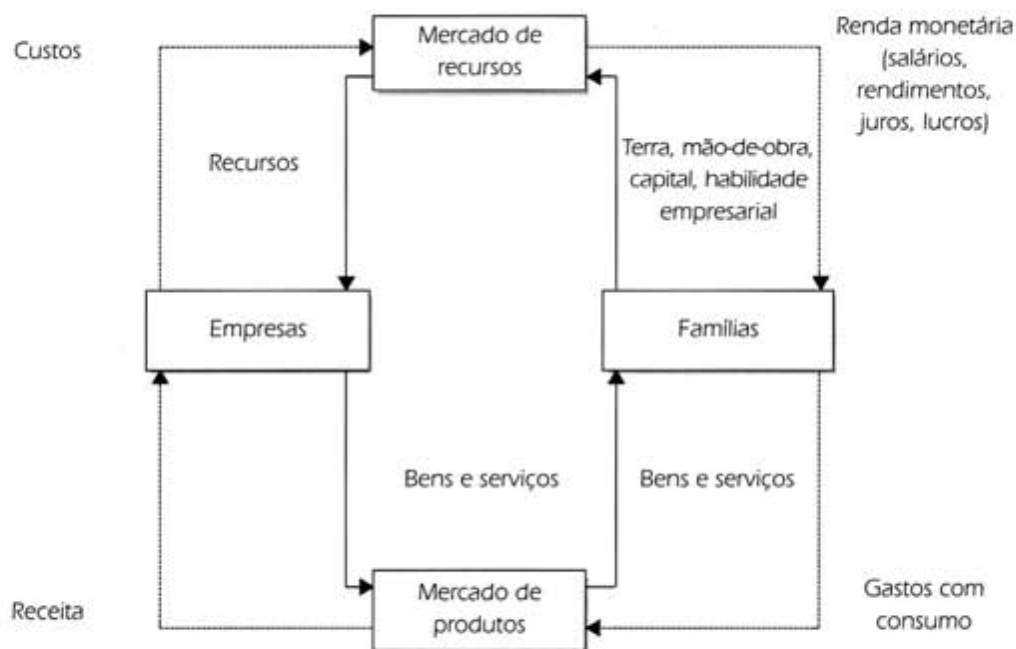 Custos
Mercado de
recursos
Renda monetária
(salários,
rendimentos,
juros, lucros)
Recursos
Terra, mão-de-obra,
capital, habilidade
empresarial
Empresas
Famílias
Bens e serviços
Bens e serviços
Receita
Mercado de
produtos
Gastos com
consumo